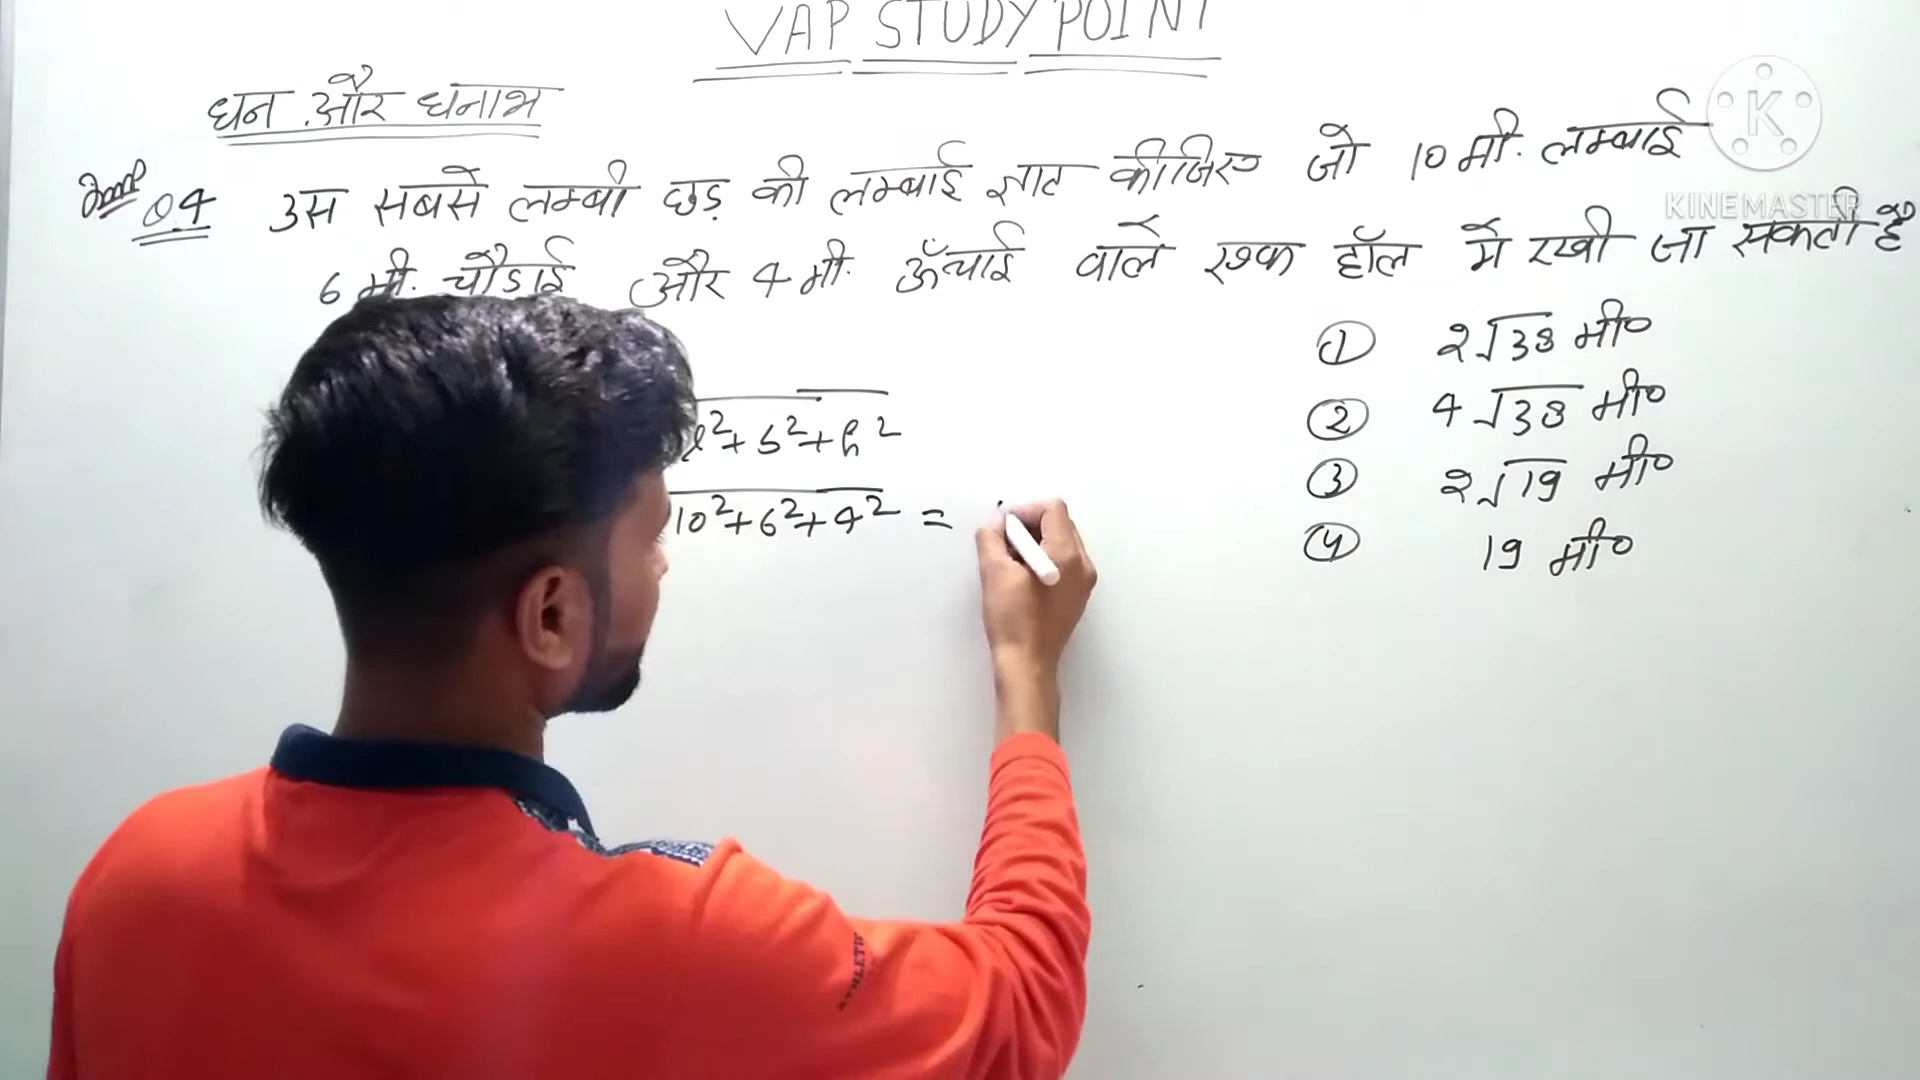 VAP STUDY POINT
घन और घनाभ
Imp 04 उस सबसे लम्बी छड़ की लम्बाई ज्ञात कीजिए जो 10 मी. लम्बाई
6 मी. चौडाई और 4 मी. ऊँचाई वाले एक हॉल में रखी जा सकती है
① 2√38 मी०
② 4√38 मी०
③ 2√19 मी०
④ 19 मी०
l²+b²+h²
10²+6²+4² =
K
KINEMASTER